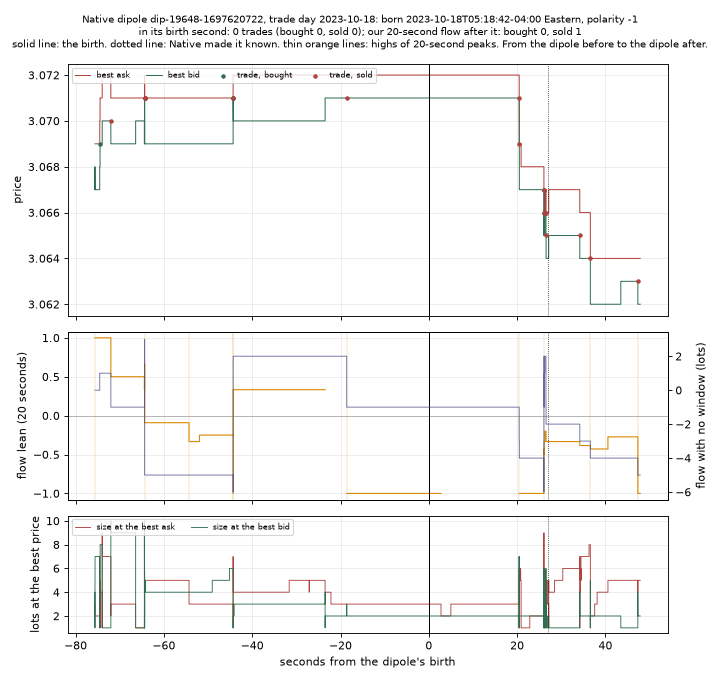 Native dipole dip-19648-1697620722, trade day 2023-10-18: born 2023-10-18T05:18:42-04:00 Eastern, polarity -1
in its birth second: 0 trades (bought 0, sold 0); our 20-second flow after it: bought 0, sold 1
solid line: the birth. dotted line: Native made it known. thin orange lines: highs of 20-second peaks. From the dipole before to the dipole after.
best ask
best bid
trade, bought
trade, sold
3.072
3.070
3.068
3.066
3.064
3.062
price
1.0
0.5
0.0
−0.5
−1.0
flow lean (20 seconds)
2
0
−2
−4
−6
flow with no window (lots)
size at the best ask
size at the best bid
10
8
6
4
2
lots at the best price
−80
−60
−40
−20
0
20
40
seconds from the dipole's birth